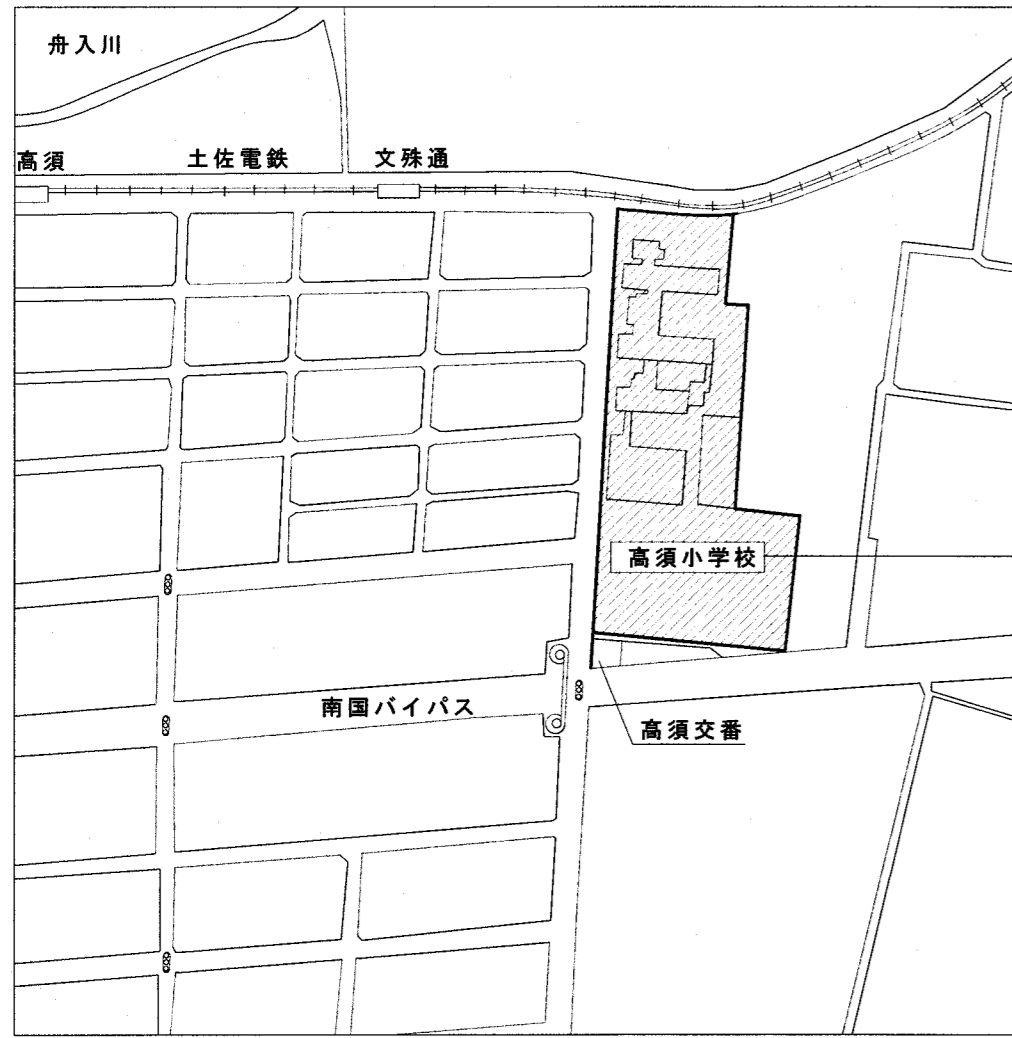 舟入川
高須
土佐電鉄
文殊通
高須小学校
南国バイパス
高須交番